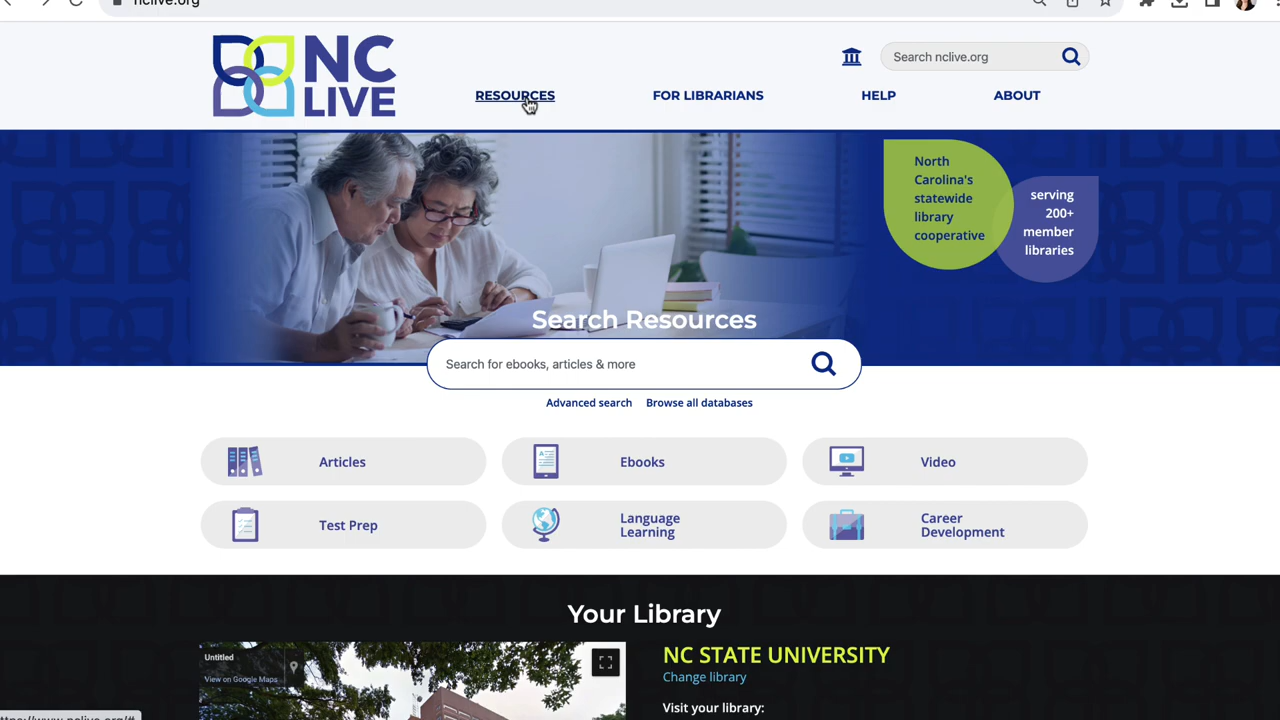 nclive.org
NC
LIVE
Search nclive.org
RESOURCES
FOR LIBRARIANS
HELP
ABOUT
North
Carolina's
statewide
library
cooperative
serving
200+
member
libraries
Search Resources
Search for ebooks, articles & more
Advanced search
Browse all databases
Articles
Ebooks
Video
Test Prep
Language
Learning
Career
Development
Your Library
Untitled
View on Google Maps
NC STATE UNIVERSITY
Change library
Visit your library: